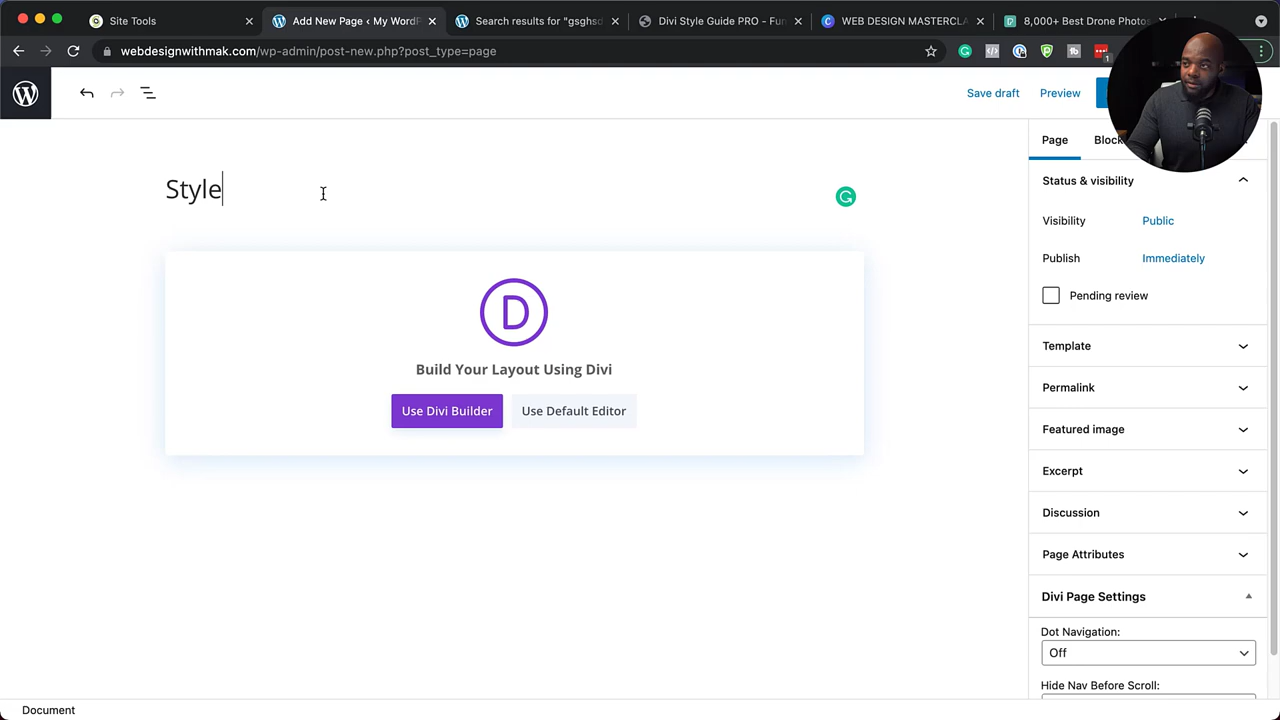 Site Tools
Add New Page ‹ My WordP
Search results for "gsghsd
Divi Style Guide PRO - Fun
WEB DESIGN MASTERCLA
8,000+ Best Drone Photos
webdesignwithmak.com/wp-admin/post-new.php?post_type=page
1
Save draft
Preview
Page
Block
Style
Status & visibility
Visibility
Public
Publish
Immediately
Pending review
D
Build Your Layout Using Divi
Use Divi Builder
Use Default Editor
Template
Permalink
Featured image
Excerpt
Discussion
Page Attributes
Divi Page Settings
Dot Navigation:
Off
Hide Nav Before Scroll:
Document